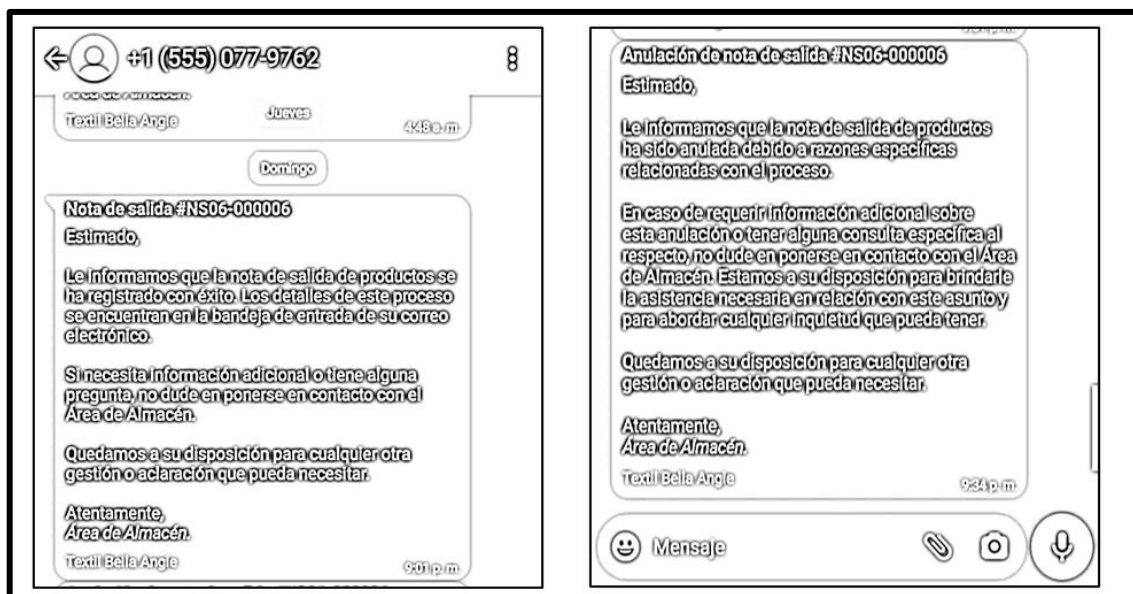 +1 (555) 077-9762
Área de Almacén.
Jueves
Textil Bella Angie
4:48 a. m.
Domingo
Nota de salida #NS06-000006
Estimado,
Le informamos que la nota de salida de productos se
ha registrado con éxito. Los detalles de este proceso
se encuentran en la bandeja de entrada de su correo
electrónico.
Si necesita información adicional o tiene alguna
pregunta, no dude en ponerse en contacto con el
Área de Almacén.
Quedamos a su disposición para cualquier otra
gestión o aclaración que pueda necesitar.
Atentamente,
Área de Almacén.
Textil Bella Angie
9:01 p. m.
Anulación de nota de salida #NS06-000006
Estimado,
Le informamos que la nota de salida de productos
ha sido anulada debido a razones específicas
relacionadas con el proceso.
En caso de requerir información adicional sobre
esta anulación o tener alguna consulta específica al
respecto, no dude en ponerse en contacto con el Área
de Almacén. Estamos a su disposición para brindarle
la asistencia necesaria en relación con este asunto y
para abordar cualquier inquietud que pueda tener.
Quedamos a su disposición para cualquier otra
gestión o aclaración que pueda necesitar.
Atentamente,
Área de Almacén.
Textil Bella Angie
9:34 p. m.
Mensaje